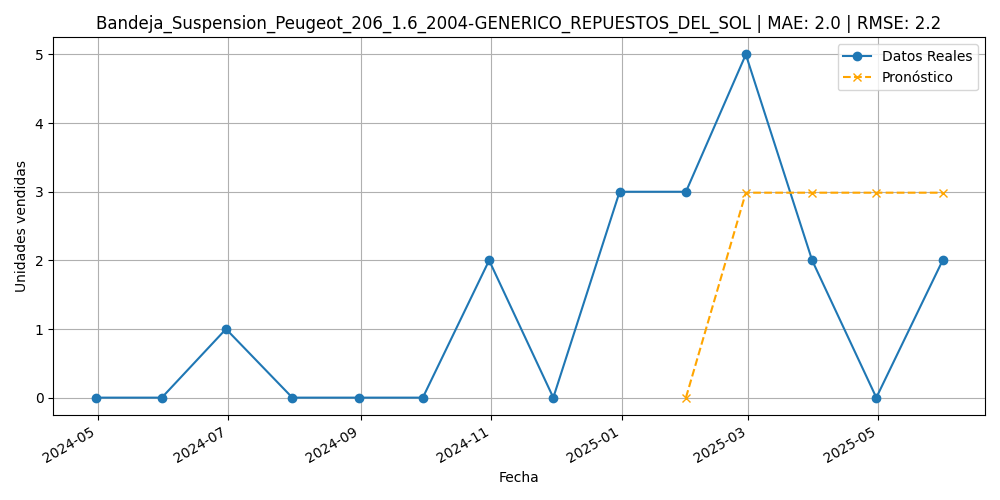 Bandeja_Suspension_Peugeot_206_1.6_2004-GENERICO_REPUESTOS_DEL_SOL | MAE: 2.0 | RMSE: 2.2
Datos Reales
Pronóstico
Unidades vendidas
5
4
3
2
1
0
2024-05
2024-07
2024-09
2024-11
2025-01
2025-03
2025-05
Fecha